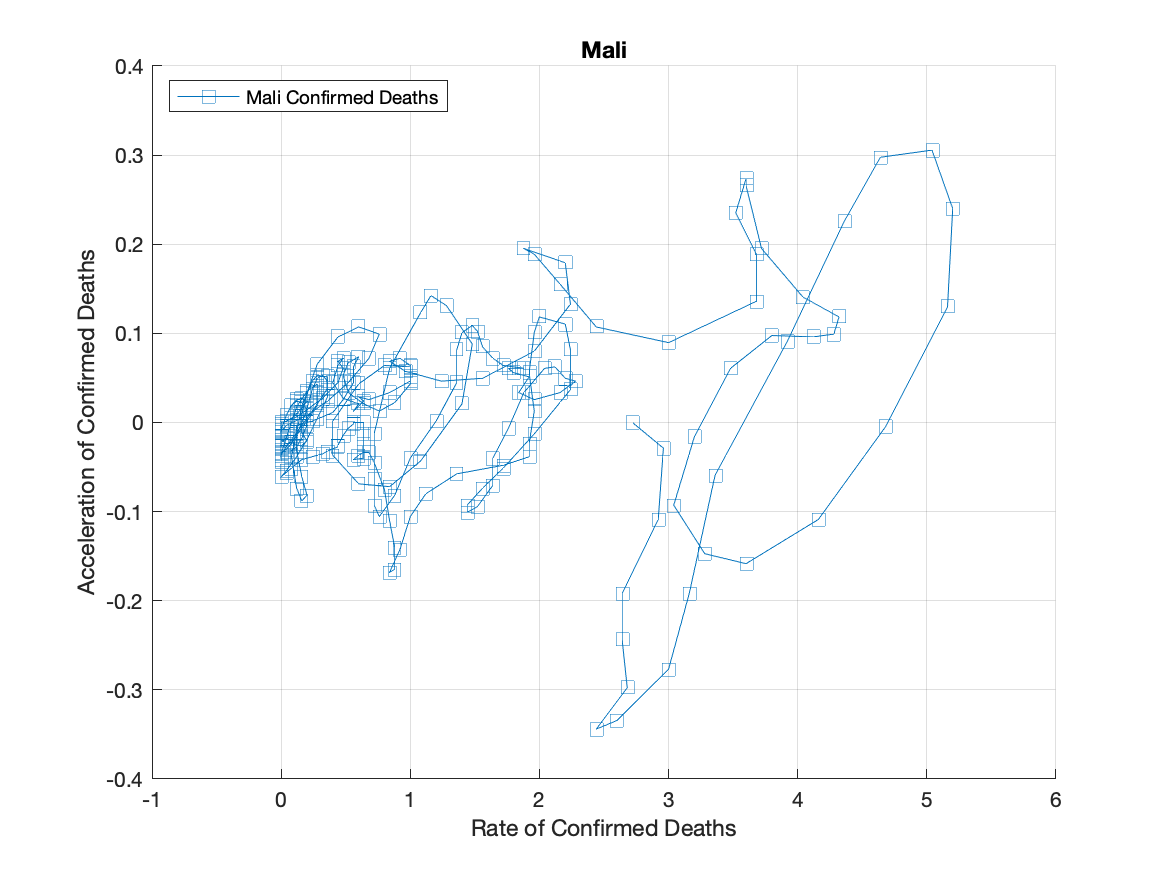 Mali
Mali Confirmed Deaths
0.4
0.3
0.2
0.1
0
-0.1
-0.2
-0.3
-0.4
Acceleration of Confirmed Deaths
-1 0 1 2 3 4 5 6
Rate of Confirmed Deaths